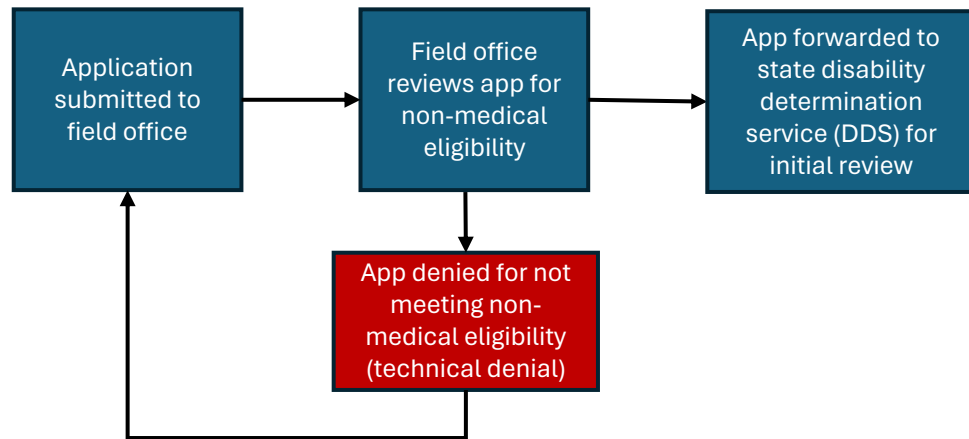 Application
submitted to
field office
Field office
reviews app for
non-medical
eligibility
App forwarded to
state disability
determination
service (DDS) for
initial review
App denied for not
meeting non-
medical eligibility
(technical denial)